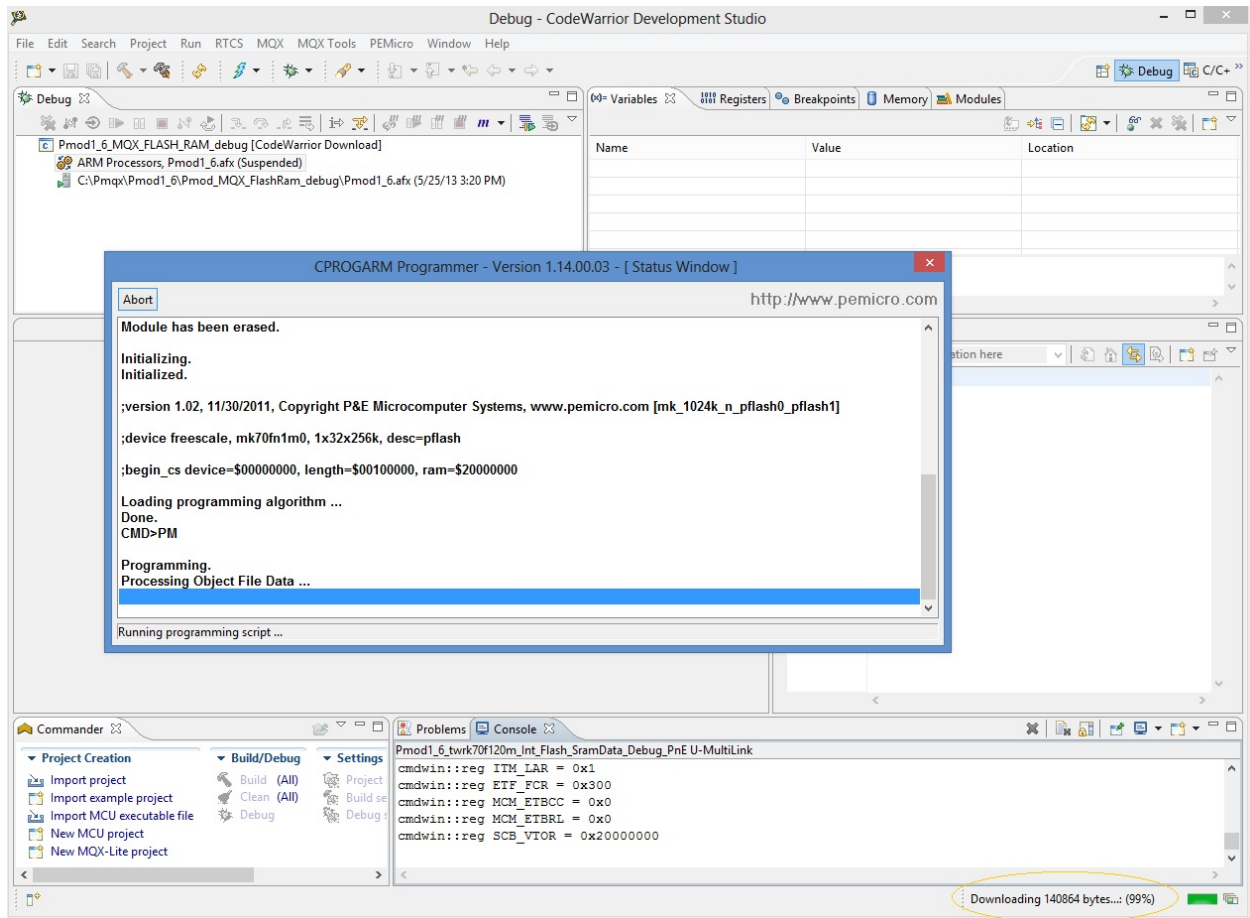 Debug - CodeWarrior Development Studio
File Edit Search Project Run RTCS MQX MQX Tools PEMicro Window Help
Debug C/C+
Debug
Pmod1_6_MQX_FLASH_RAM_debug [CodeWarrior Download]
ARM Processors, Pmod1_6.afx (Suspended)
C:\Pmqx\Pmod1_6\Pmod_MQX_FlashRam_debug\Pmod1_6.afx (5/25/13 3:20 PM)
(x)= Variables Registers Breakpoints Memory Modules
Name Value Location
CPROGARM Programmer - Version 1.14.00.03 - [ Status Window ]
Abort
http://www.pemicro.com
Module has been erased.
Initializing.
Initialized.
;version 1.02, 11/30/2011, Copyright P&E Microcomputer Systems, www.pemicro.com [mk_1024k_n_pflash0_pflash1]
;device freescale, mk70fn1m0, 1x32x256k, desc=pflash
;begin_cs device=$00000000, length=$00100000, ram=$20000000
Loading programming algorithm ...
Done.
CMD>PM
Programming.
Processing Object File Data ...
Running programming script ...
ation here
Commander
Project Creation
Import project
Import example project
Import MCU executable file
New MCU project
New MQX-Lite project
Build/Debug
Build (All)
Clean (All)
Debug
Settings
Project
Build se
Debug s
Problems Console
Pmod1_6_twrk70f120m_Int_Flash_SramData_Debug_PnE U-MultiLink
cmdwin::reg ITM_LAR = 0x1
cmdwin::reg ETF_FCR = 0x300
cmdwin::reg MCM_ETBCC = 0x0
cmdwin::reg MCM_ETBRL = 0x0
cmdwin::reg SCB_VTOR = 0x20000000
Downloading 140864 bytes...: (99%)